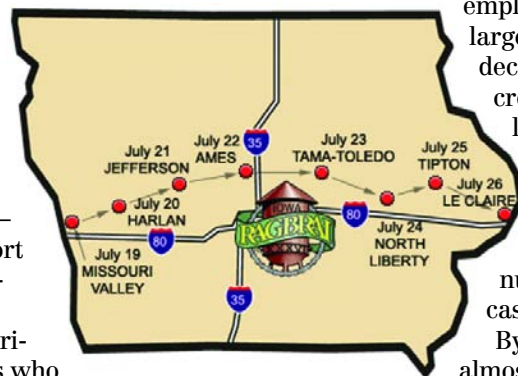 empl
large
dec
cre
l
35
July 21
JEFFERSON
July 22
AMES
July 23
TAMA-TOLEDO
July 25
TIPTON
July 20
HARLAN
July 26
LE CLAIRE
July 19
MISSOURI
VALLEY
80
IOWA
RAGBRAI
80
July 24
NORTH
LIBERTY
35
–
ort
-
ri-
s who
nu
cas
By
almos